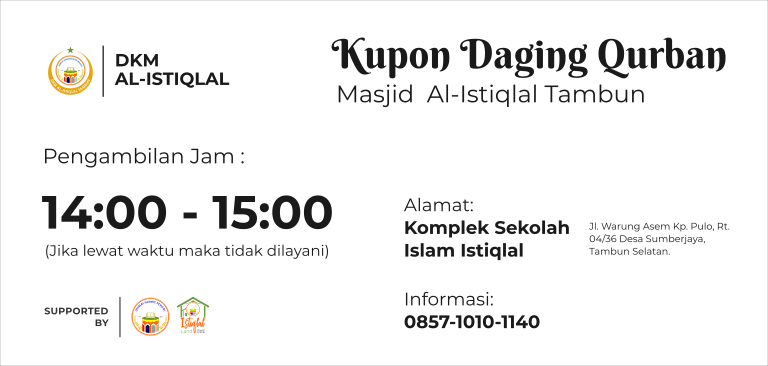 DKM
AL-ISTIQLAL
Kupon Daging Qurban
Masjid Al-Istiqlal Tambun
Pengambilan Jam :
14:00 - 15:00
(Jika lewat waktu maka tidak dilayani)
Alamat:
Komplek Sekolah
Islam Istiqlal
Jl. Warung Asem Kp. Pulo, Rt.
04/36 Desa Sumberjaya,
Tambun Selatan.
Informasi:
0857-1010-1140
SUPPORTED
BY
Istiqlal